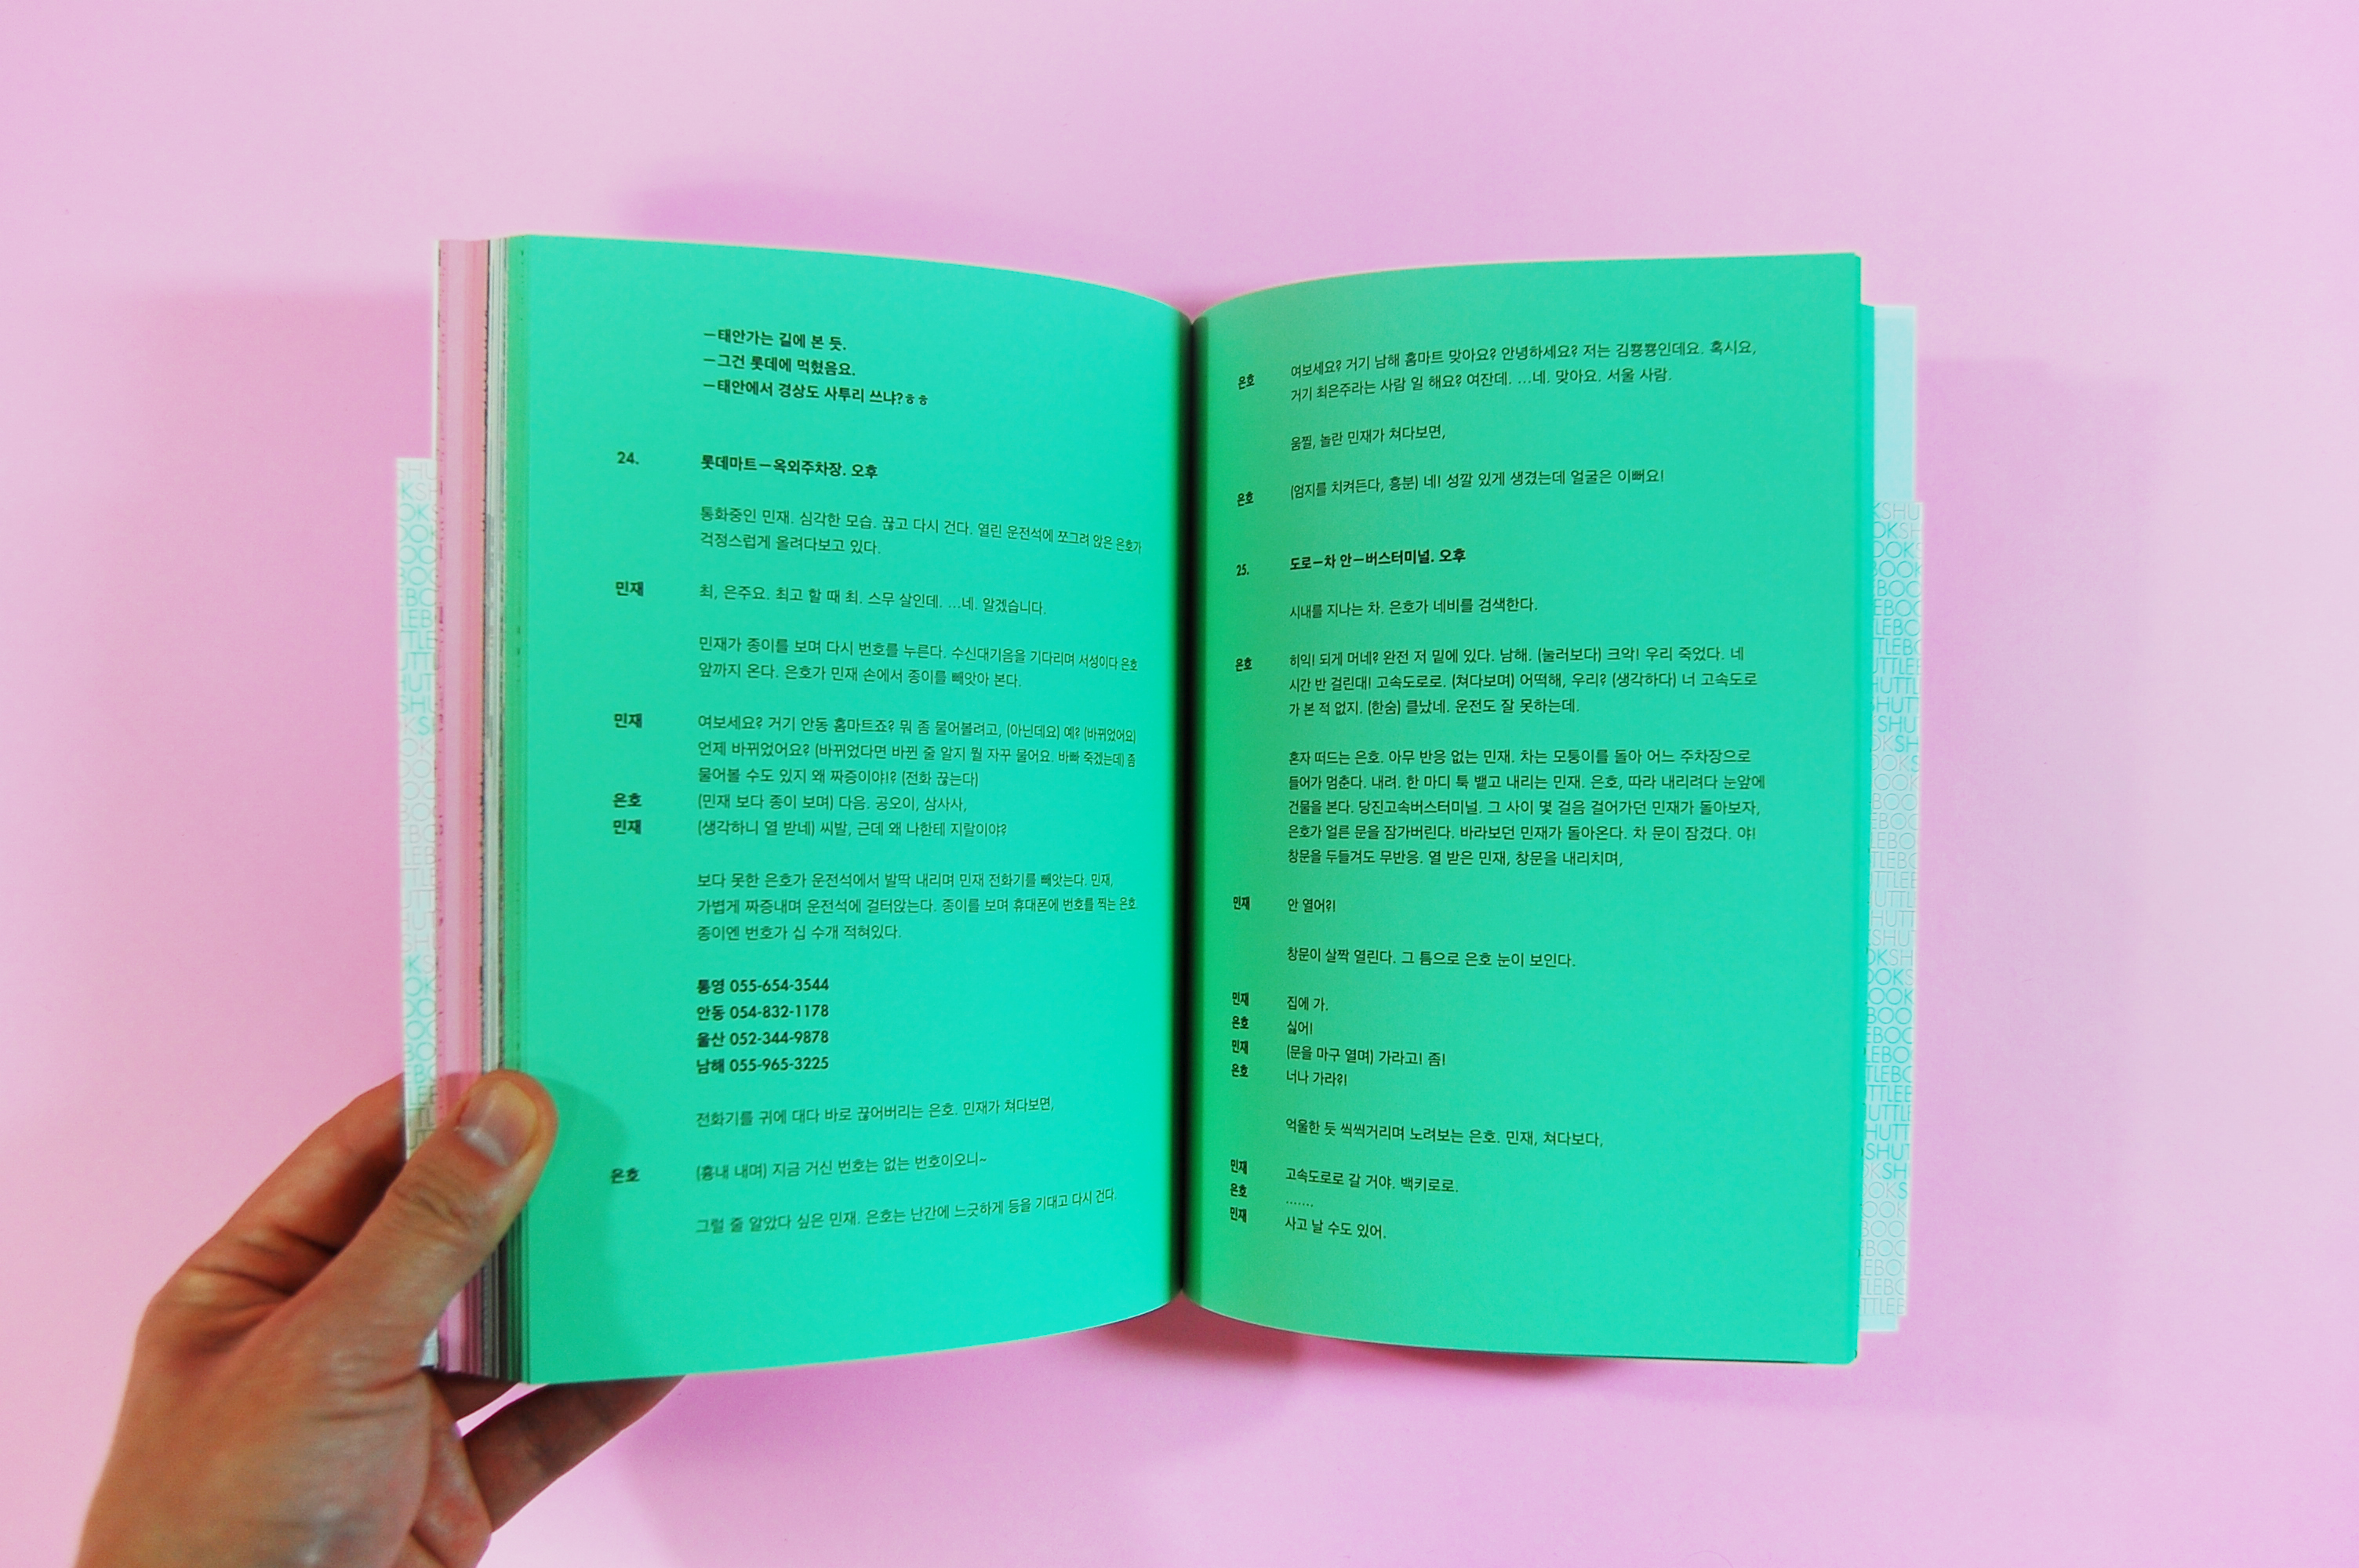 –태안가는 길에 본 듯.
–그건 롯데에 먹혔음요.
–태안에서 경상도 사투리 쓰냐?ㅎㅎ
24. 롯데마트–옥외주차장. 오후
통화중인 민재. 심각한 모습. 끊고 다시 건다. 열린 운전석에 쪼그려 앉은 은호가
걱정스럽게 올려다보고 있다.
민재 최, 은주요. 최고 할 때 최. 스무 살인데. …네. 알겠습니다.
민재가 종이를 보며 다시 번호를 누른다. 수신대기음을 기다리며 서성이다 은호
앞까지 온다. 은호가 민재 손에서 종이를 빼앗아 본다.
민재 여보세요? 거기 안동 홈마트죠? 뭐 좀 물어볼려고, (아닌데요) 예? (바뀌었어요)
언제 바뀌었어요? (바뀌었다면 바뀐 줄 알지 뭘 자꾸 물어요. 바빠 죽겠는데) 좀
물어볼 수도 있지 왜 짜증이야!? (전화 끊는다)
은호 (민재 보다 종이 보며) 다음. 공오이, 삼사사,
민재 (생각하니 열 받네) 씨발, 근데 왜 나한테 지랄이야?
보다 못한 은호가 운전석에서 발딱 내리며 민재 전화기를 빼앗는다. 민재,
가볍게 짜증내며 운전석에 걸터앉는다. 종이를 보며 휴대폰에 번호를 찍는 은호.
종이엔 번호가 십 수개 적혀있다.
통영 055-654-3544
안동 054-832-1178
울산 052-344-9878
남해 055-965-3225
전화기를 귀에 대다 바로 끊어버리는 은호. 민재가 쳐다보면,
은호 (흉내 내며) 지금 거신 번호는 없는 번호이오니~
그럴 줄 알았다 싶은 민재. 은호는 난간에 느긋하게 등을 기대고 다시 건다.
은호 여보세요? 거기 남해 홈마트 맞아요? 안녕하세요? 저는 김뿅뿅인데요. 혹시요,
거기 최은주라는 사람 일 해요? 여잔데. …네. 맞아요. 서울 사람.
움찔, 놀란 민재가 쳐다보면,
은호 (엄지를 치켜든다, 흥분) 네! 성깔 있게 생겼는데 얼굴은 이뻐요!
25. 도로–차 안–버스터미널. 오후
시내를 지나는 차. 은호가 네비를 검색한다.
은호 히익! 되게 머네? 완전 저 밑에 있다. 남해. (눌러보다) 크악! 우리 죽었다. 네
시간 반 걸린대! 고속도로로. (쳐다보며) 어떡해, 우리? (생각하다) 너 고속도로
가 본 적 없지. (한숨) 클났네. 운전도 잘 못하는데.
혼자 떠드는 은호. 아무 반응 없는 민재. 차는 모퉁이를 돌아 어느 주차장으로
들어가 멈춘다. 내려. 한 마디 툭 뱉고 내리는 민재. 은호, 따라 내리려다 눈앞에
건물을 본다. 당진고속버스터미널. 그 사이 몇 걸음 걸어가던 민재가 돌아보자,
은호가 얼른 문을 잠가버린다. 바라보던 민재가 돌아온다. 차 문이 잠겼다. 야!
창문을 두들겨도 무반응. 열 받은 민재, 창문을 내리치며,
민재 안 열어?!
창문이 살짝 열린다. 그 틈으로 은호 눈이 보인다.
민재 집에 가.
은호 싫어!
민재 (문을 마구 열며) 가라고! 좀!
은호 너나 가라?!
억울한 듯 씩씩거리며 노려보는 은호. 민재, 쳐다보다,
민재 고속도로로 갈 거야. 백키로로.
은호 …….
민재 사고 날 수도 있어.